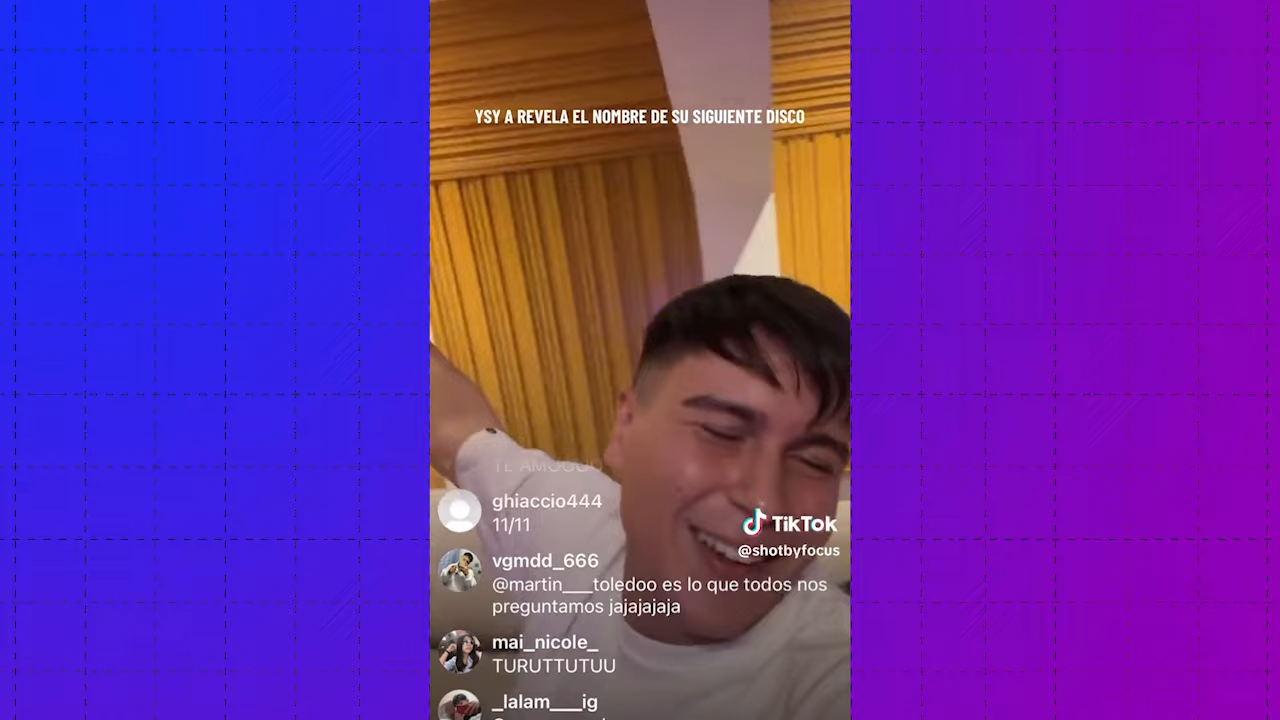 YSY A REVELA EL NOMBRE DE SU SIGUIENTE DISCO
TE AMOOOO
ghiaccio444
11/11
TikTok
@shotbyfocus
vgmdd_666
@martin___toledoo es lo que todos nos
preguntamos jajajajaja
mai_nicole_
TURUTTUTUU
_lalam___ig